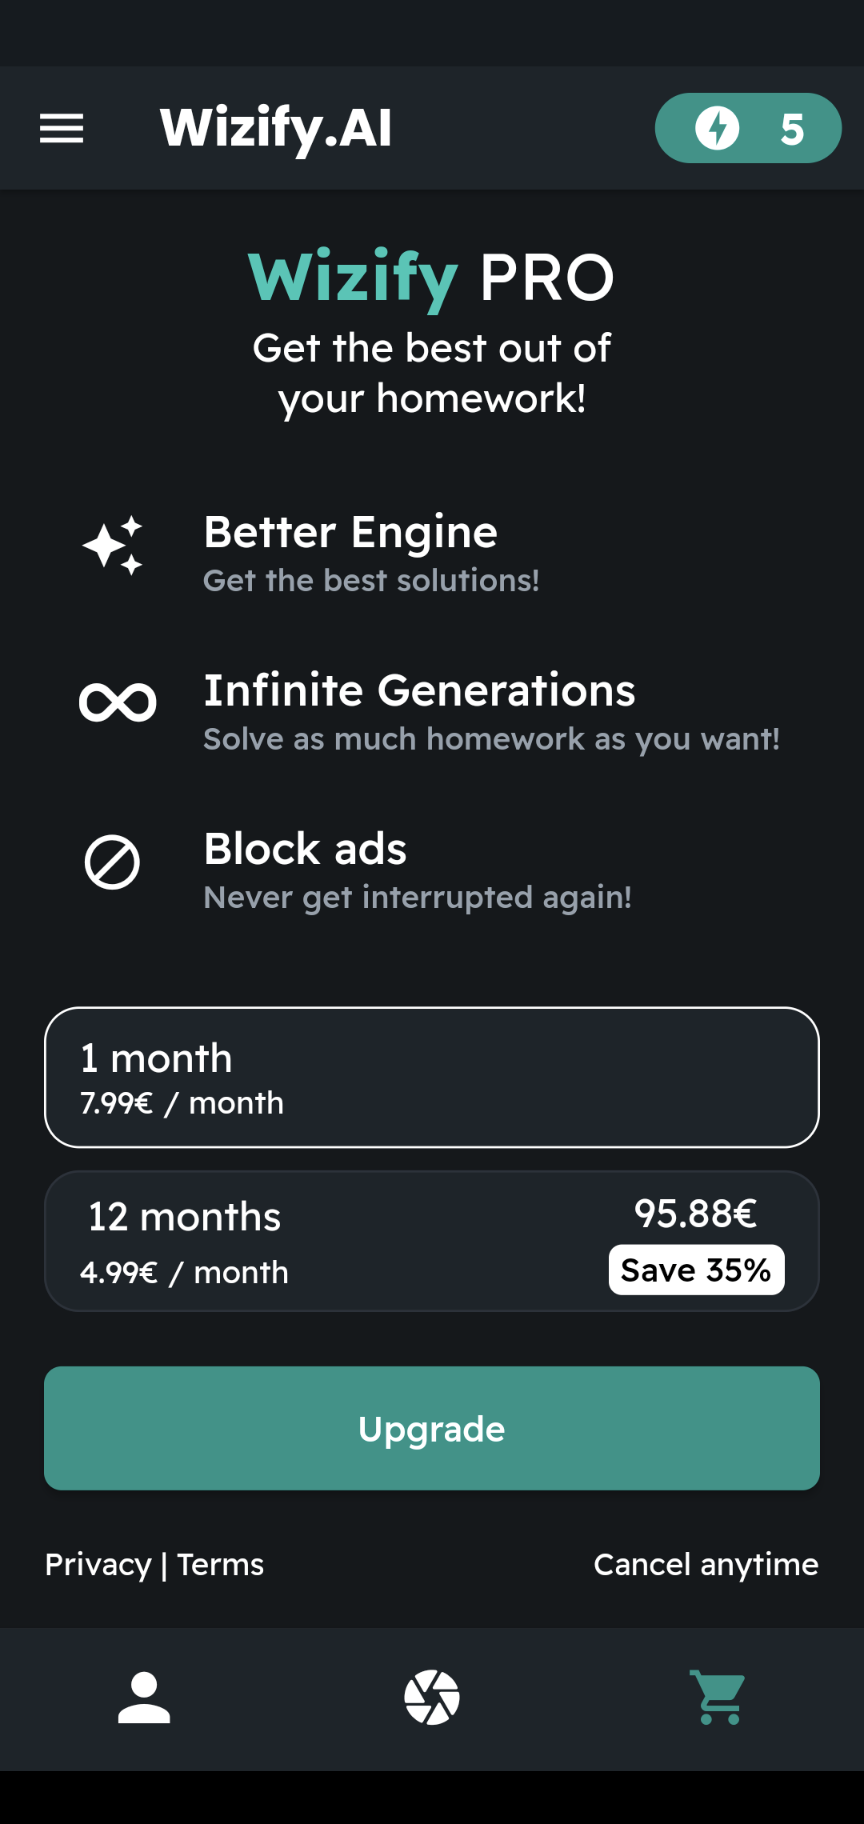 Wizify.AI
5
Wizify PRO
Get the best out of
your homework!
Better Engine
Get the best solutions!
Infinite Generations
Solve as much homework as you want!
Block ads
Never get interrupted again!
1 month
7.99€ / month
12 months
95.88€
4.99€ / month
Save 35%
Upgrade
Privacy | Terms
Cancel anytime